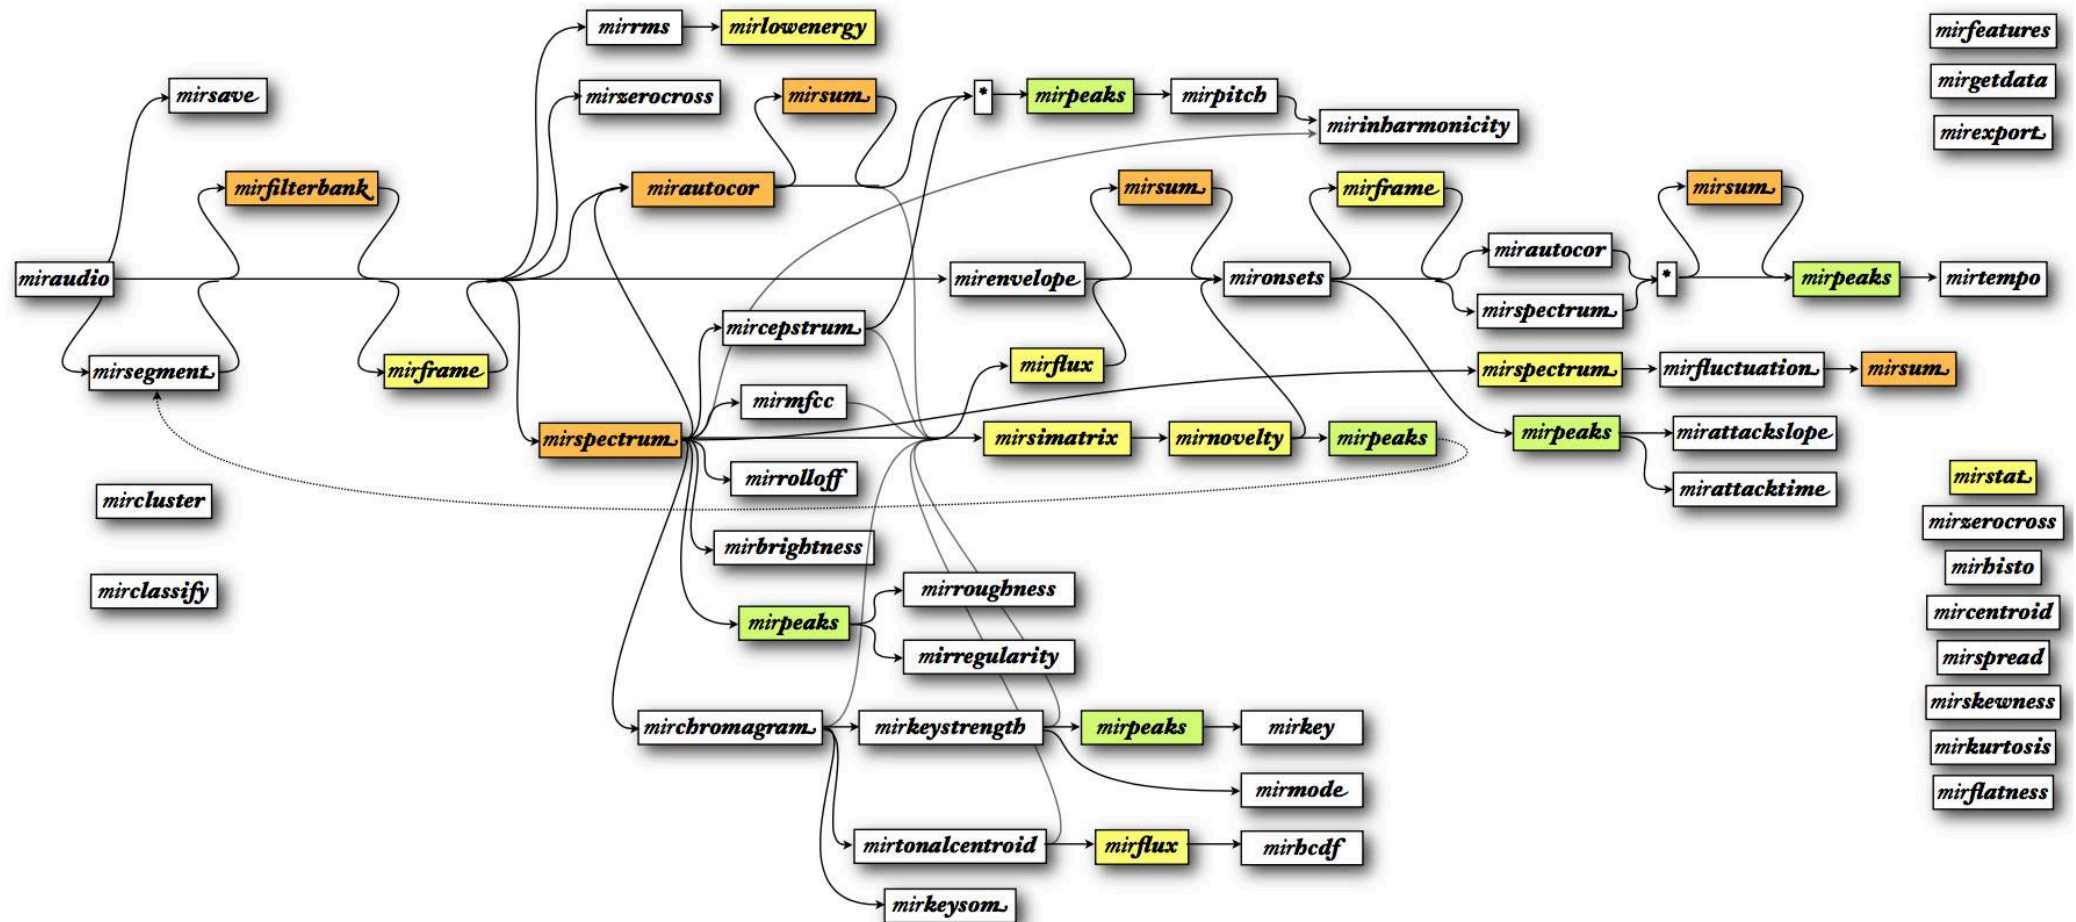 mirrms
mirlowenergy
mirfeatures
mirsave
mirzerocross
mirsum
*
mirpeaks
mirpitch
mirinharmonicity
mirgetdata
mirexport
mirfilterbank
mirautocor
mirsum
mirframe
mirsum
miraudio
mirenvelope
mironsets
mirautocor
mirspectrum
*
mirpeaks
mirtempo
mircepstrum
mirsegment
mirframe
mirflux
mirspectrum
mirfluctuation
mirsum
mirmfcc
mirspectrum
mirsimatrix
mirnovelty
mirpeaks
mirpeaks
mirattackslope
mirattacktime
mirrolloff
mircluster
mirstat
mirzerocross
mirbrightness
mirclassify
mirroughness
mirhisto
mirpeaks
mircentroid
mirregularity
mirspread
mirchromagram
mirkeystrength
mirpeaks
mirkey
mirskewness
mirkurtosis
mirmode
mirflatness
mirtonalcentroid
mirflux
mirhcdf
mirkeysom